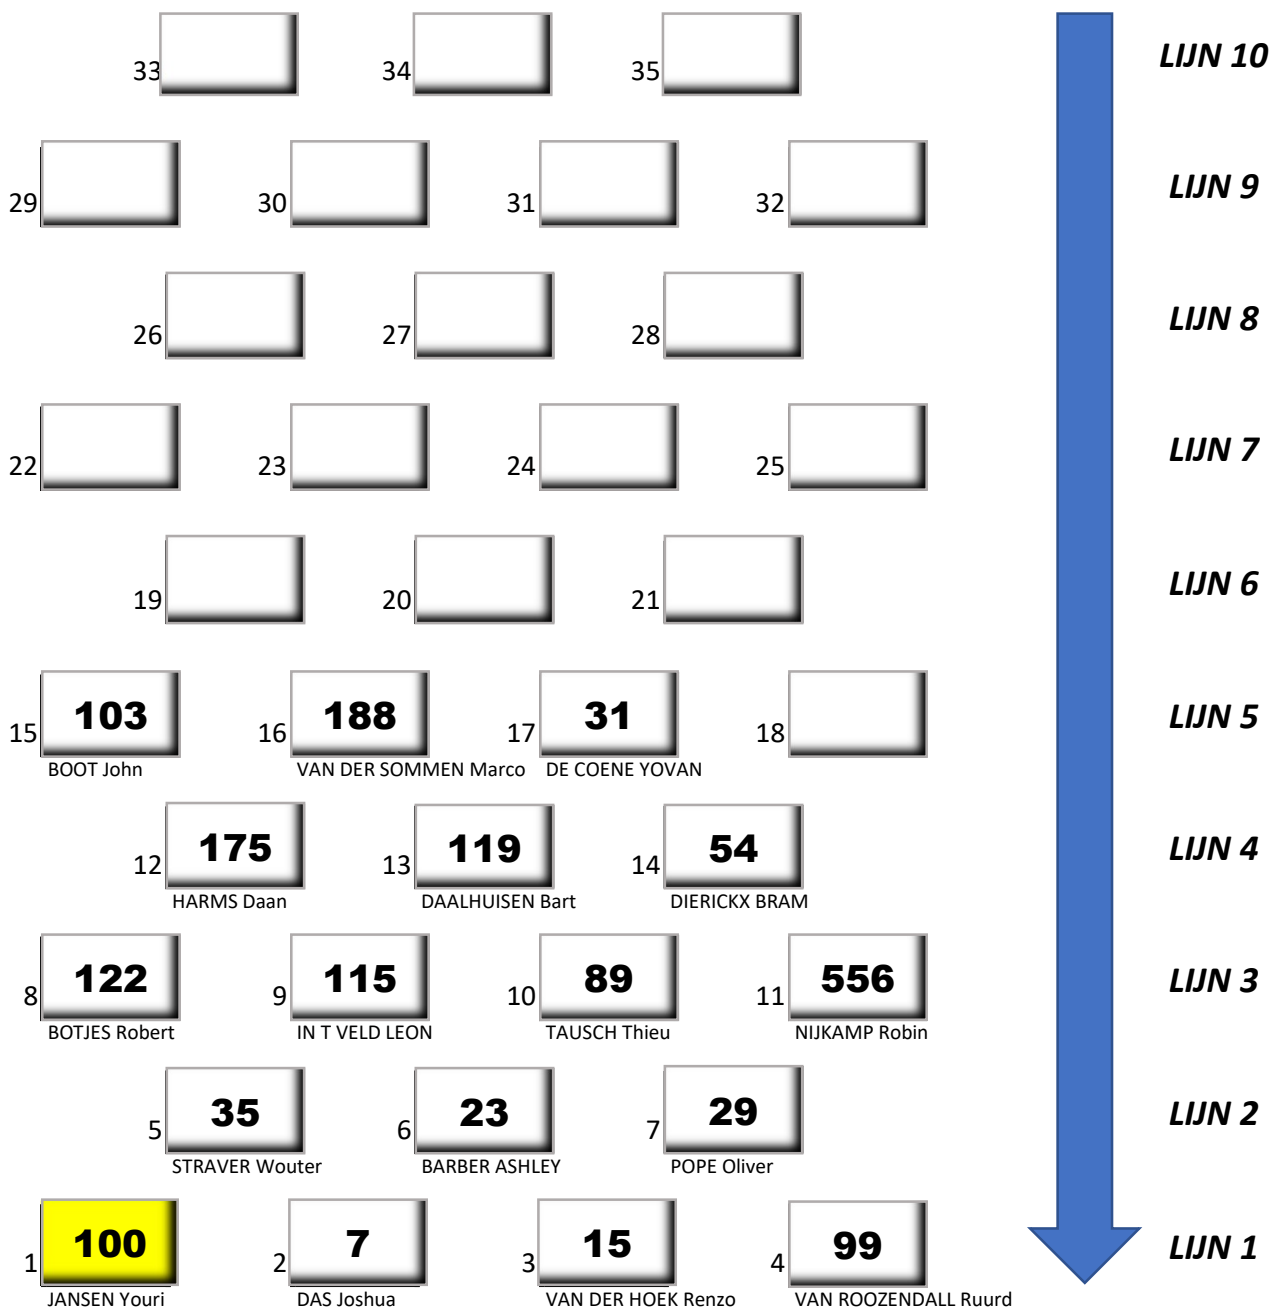 33 34 35 LIJN 10
29 30 31 32 LIJN 9
26 27 28 LIJN 8
22 23 24 25 LIJN 7
19 20 21 LIJN 6
15 103 16 188 17 31 18 LIJN 5
BOOT John VAN DER SOMMEN Marco DE COENE YOVAN
12 175 13 119 14 54 LIJN 4
HARMS Daan DAALHUISEN Bart DIERICKX BRAM
8 122 9 115 10 89 11 556 LIJN 3
BOTJES Robert IN T VELD LEON TAUSCH Thieu NIJKAMP Robin
5 35 6 23 7 29 LIJN 2
STRAVER Wouter BARBER ASHLEY POPE Oliver
1 100 2 7 3 15 4 99 LIJN 1
JANSEN Youri DAS Joshua VAN DER HOEK Renzo VAN ROOZENDALL Ruurd